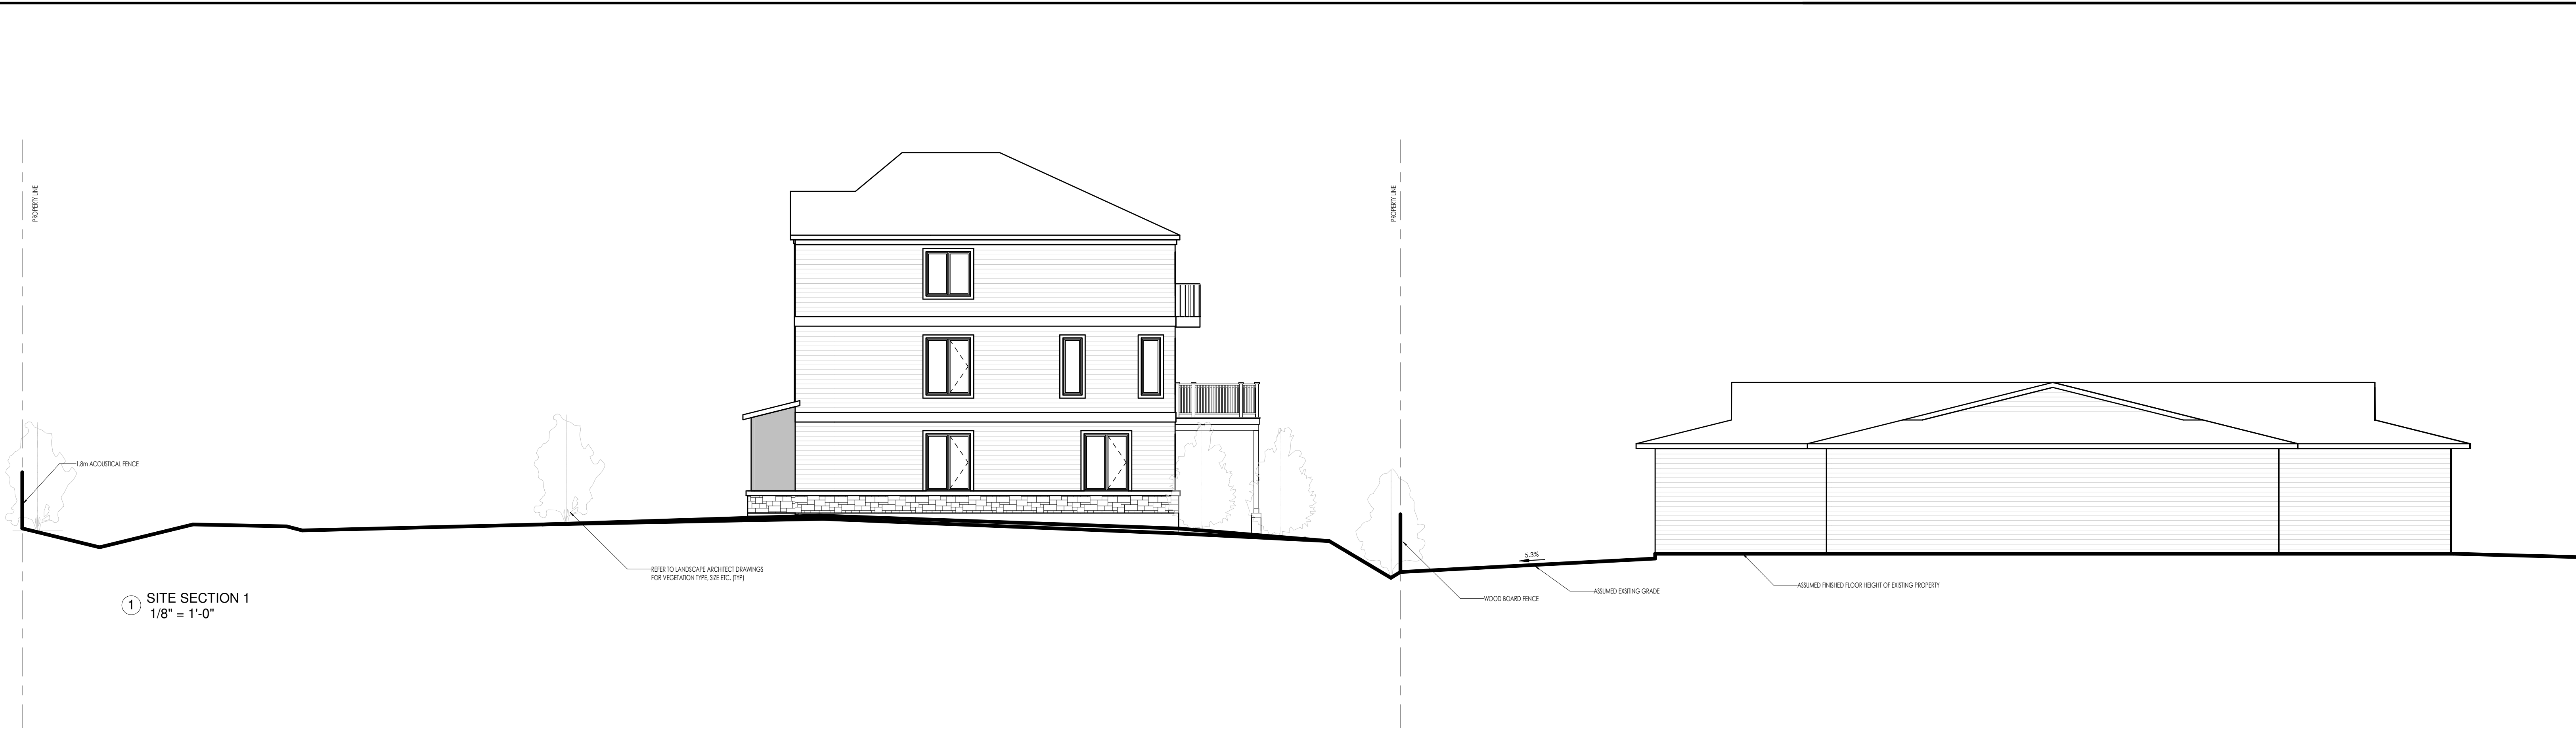 PROPERTY LINE
PROPERTY LINE
1.8m ACOUSTICAL FENCE
5.3%
REFER TO LANDSCAPE ARCHITECT DRAWINGS
FOR VEGETATION TYPE, SIZE ETC. (TYP)
ASSUMED FINISHED FLOOR HEIGHT OF EXISTING PROPERTY
ASSUMED EXSITING GRADE
WOOD BOARD FENCE
1 SITE SECTION 1
1/8" = 1'-0"